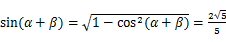 sin(α + β) = √(1 − cos²(α + β)) = 2√5/5